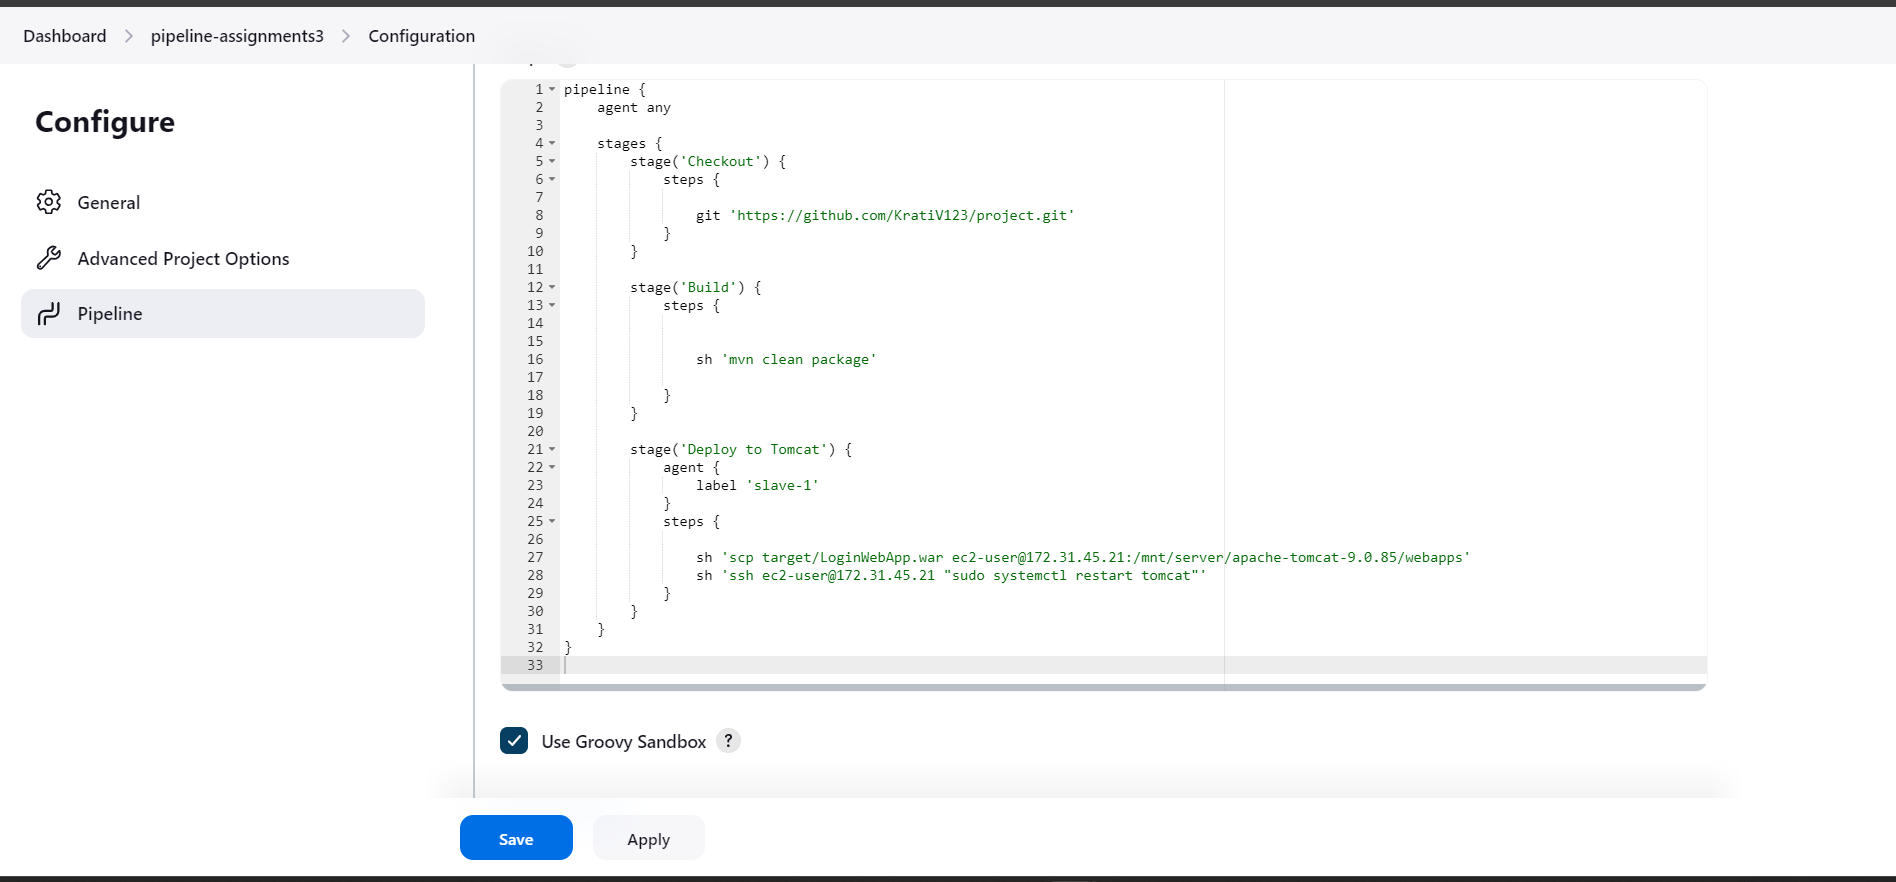 Dashboard > pipeline-assignments3 > Configuration
Configure
General
Advanced Project Options
Pipeline
1 pipeline {
2     agent any
3
4     stages {
5         stage('Checkout') {
6             steps {
7
8                 git 'https://github.com/KratiV123/project.git'
9             }
10         }
11
12         stage('Build') {
13             steps {
14
15
16                 sh 'mvn clean package'
17
18             }
19         }
20
21         stage('Deploy to Tomcat') {
22             agent {
23                 label 'slave-1'
24             }
25             steps {
26
27                 sh 'scp target/LoginWebApp.war ec2-user@172.31.45.21:/mnt/server/apache-tomcat-9.0.85/webapps'
28                 sh 'ssh ec2-user@172.31.45.21 "sudo systemctl restart tomcat"'
29             }
30         }
31     }
32 }
33
Use Groovy Sandbox ?
Save Apply